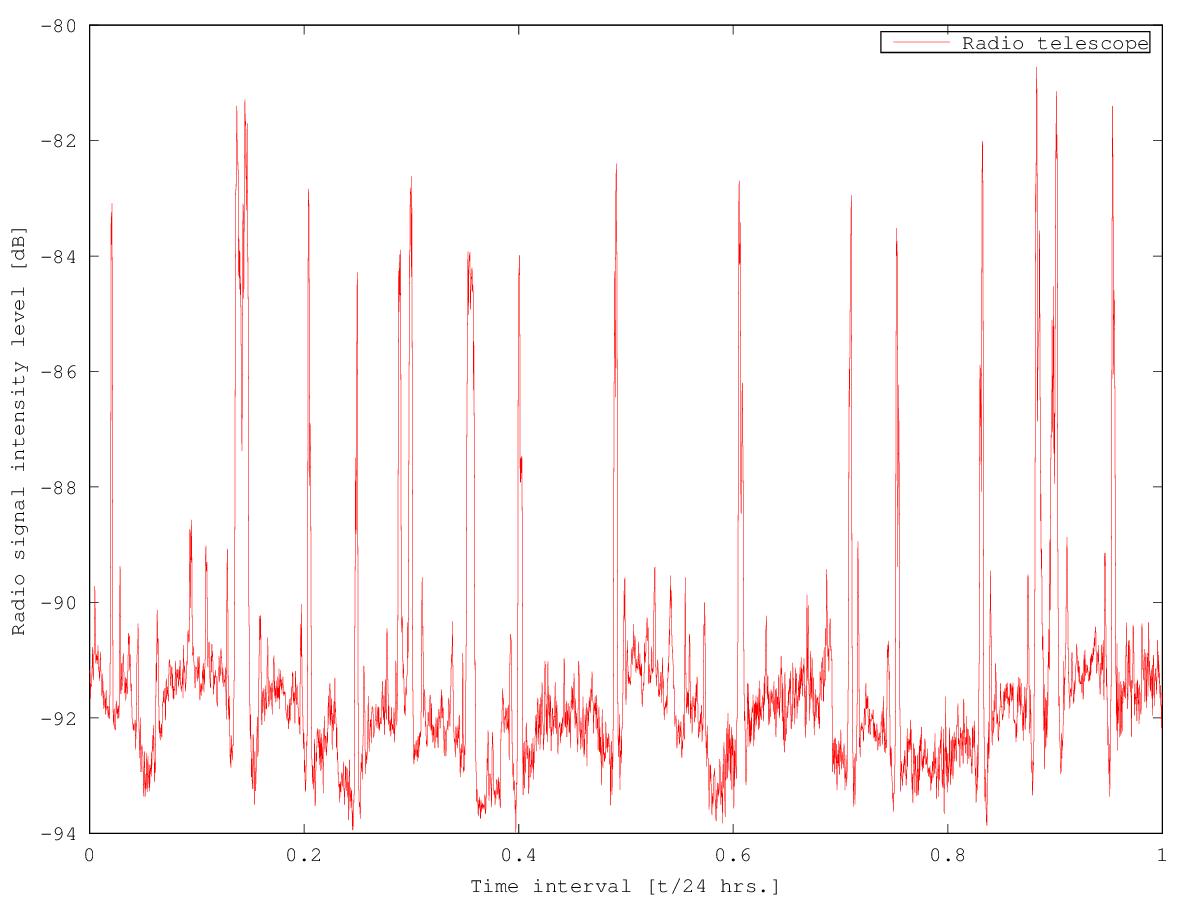 -80
Radio telescope
-82
-84
-86
-88
-90
-92
-94
Radio signal intensity level [dB]
0 0.2 0.4 0.6 0.8 1
Time interval [t/24 hrs.]